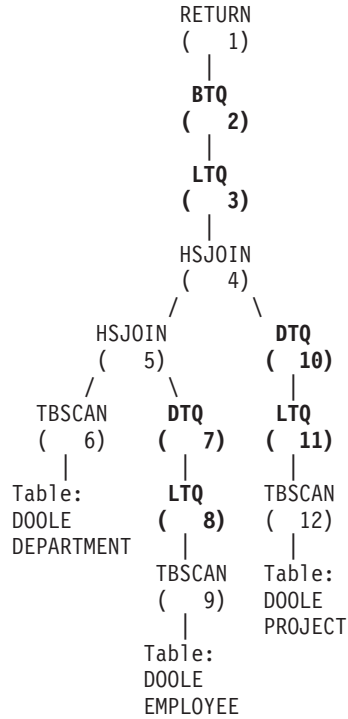 RETURN
( 1)
|
BTQ
( 2)
|
LTQ
( 3)
|
HSJOIN
( 4)
/ \
HSJOIN DTQ
( 5) ( 10)
/ \ |
TBSCAN DTQ LTQ
( 6) ( 7) ( 11)
| | |
Table: LTQ TBSCAN
DOOLE ( 8) ( 12)
DEPARTMENT | |
TBSCAN Table:
( 9) DOOLE
| PROJECT
Table:
DOOLE
EMPLOYEE